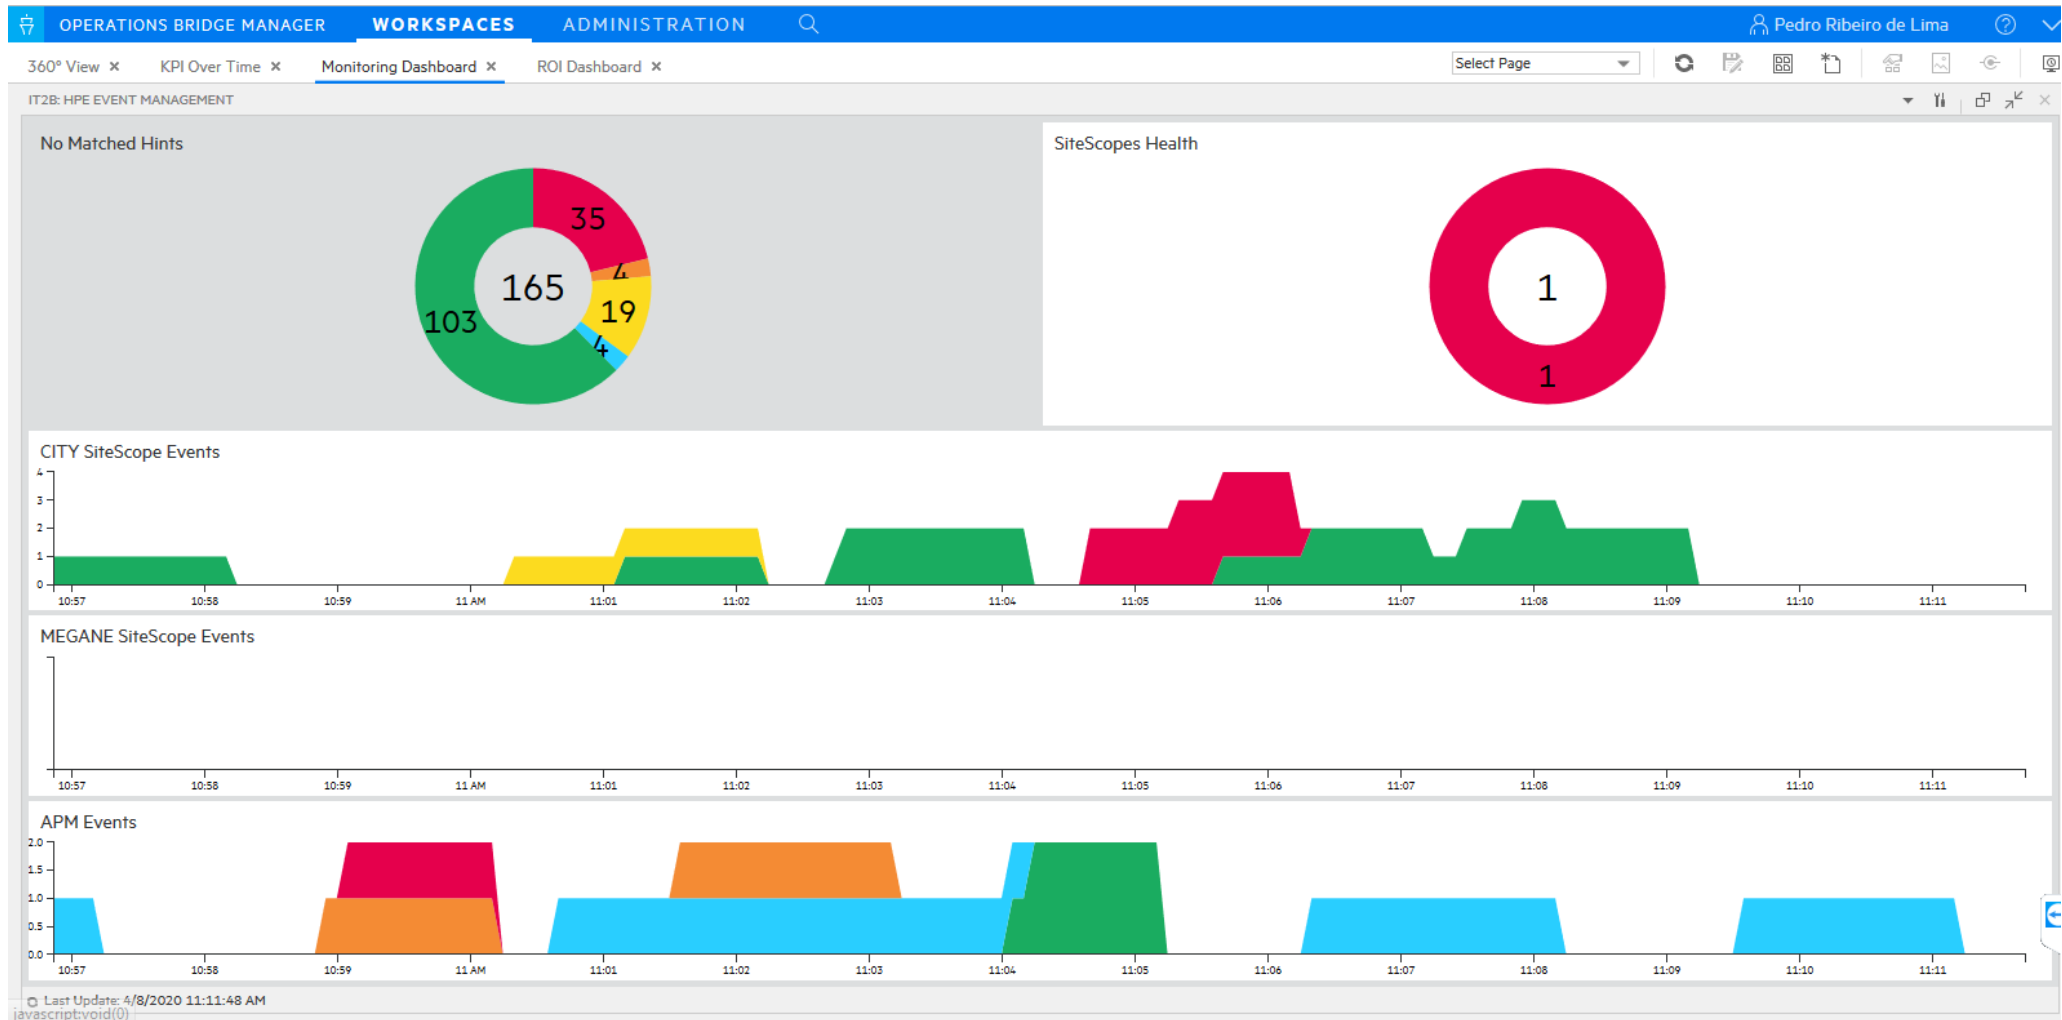 OPERATIONS BRIDGE MANAGER WORKSPACES ADMINISTRATION Pedro Ribeiro de Lima
360° View KPI Over Time Monitoring Dashboard ROI Dashboard Select Page
IT2B: HPE EVENT MANAGEMENT
No Matched Hints
35
4
165
19
103
4
SiteScopes Health
1
1
CITY SiteScope Events
4
3
2
1
0
10:57 10:58 10:59 11 AM 11:01 11:02 11:03 11:04 11:05 11:06 11:07 11:08 11:09 11:10 11:11
MEGANE SiteScope Events
10:57 10:58 10:59 11 AM 11:01 11:02 11:03 11:04 11:05 11:06 11:07 11:08 11:09 11:10 11:11
APM Events
2.0
1.5
1.0
0.5
0.0
10:57 10:58 10:59 11 AM 11:01 11:02 11:03 11:04 11:05 11:06 11:07 11:08 11:09 11:10 11:11
Last Update: 4/8/2020 11:11:48 AM
javascript:void(0)